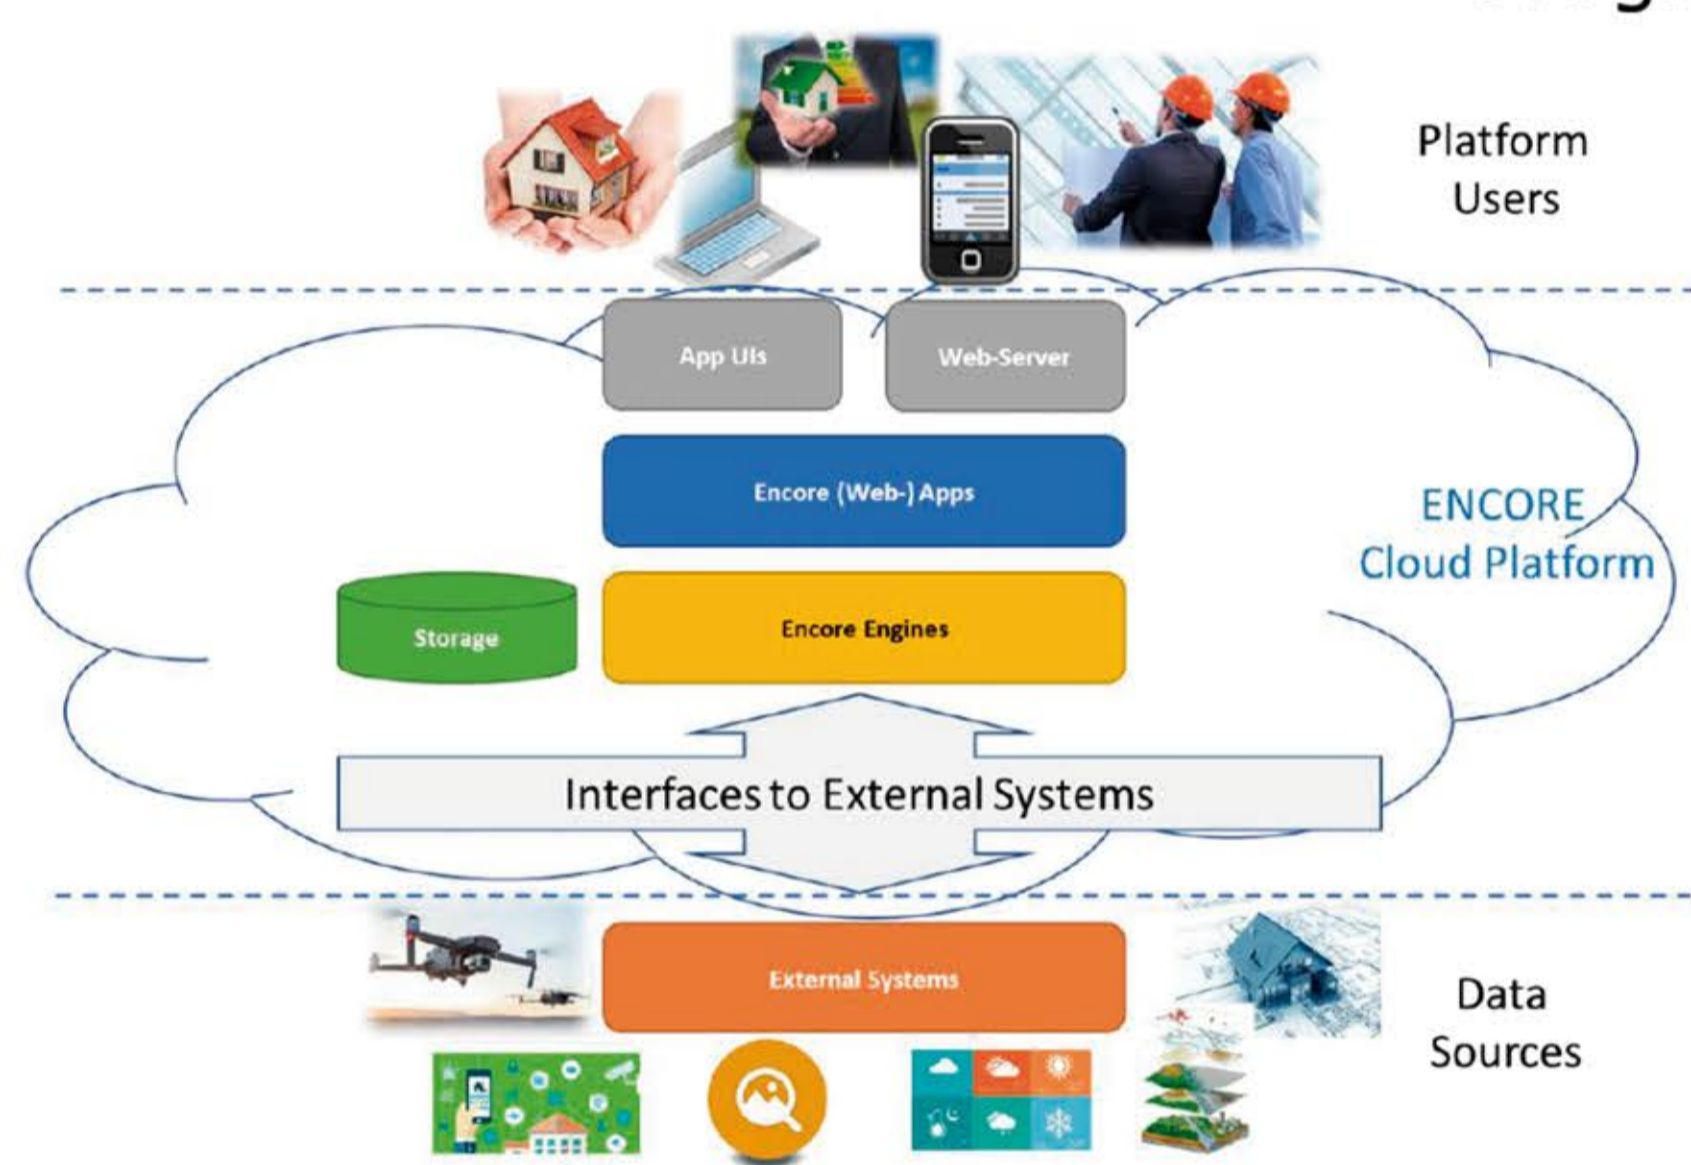 Platform
Users
App UIs
Web-Server
Encore (Web-) Apps
ENCORE
Cloud Platform
Storage
Encore Engines
Interfaces to External Systems
External Systems
Data
Sources